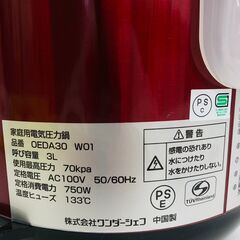 家庭用電気圧力鍋
品番 OEDA30 W01
呼び容量 3L
使用最高圧力 70kpa
定格電圧 AC100V 50/60Hz
定格消費電力 750W
温度ヒューズ 133℃
警告
感電の恐れあり
水につけたり
水をかけたり
しない
PS
C
S
PS
E
TÜVRheinland
株式会社ワンダーシェフ 中国製